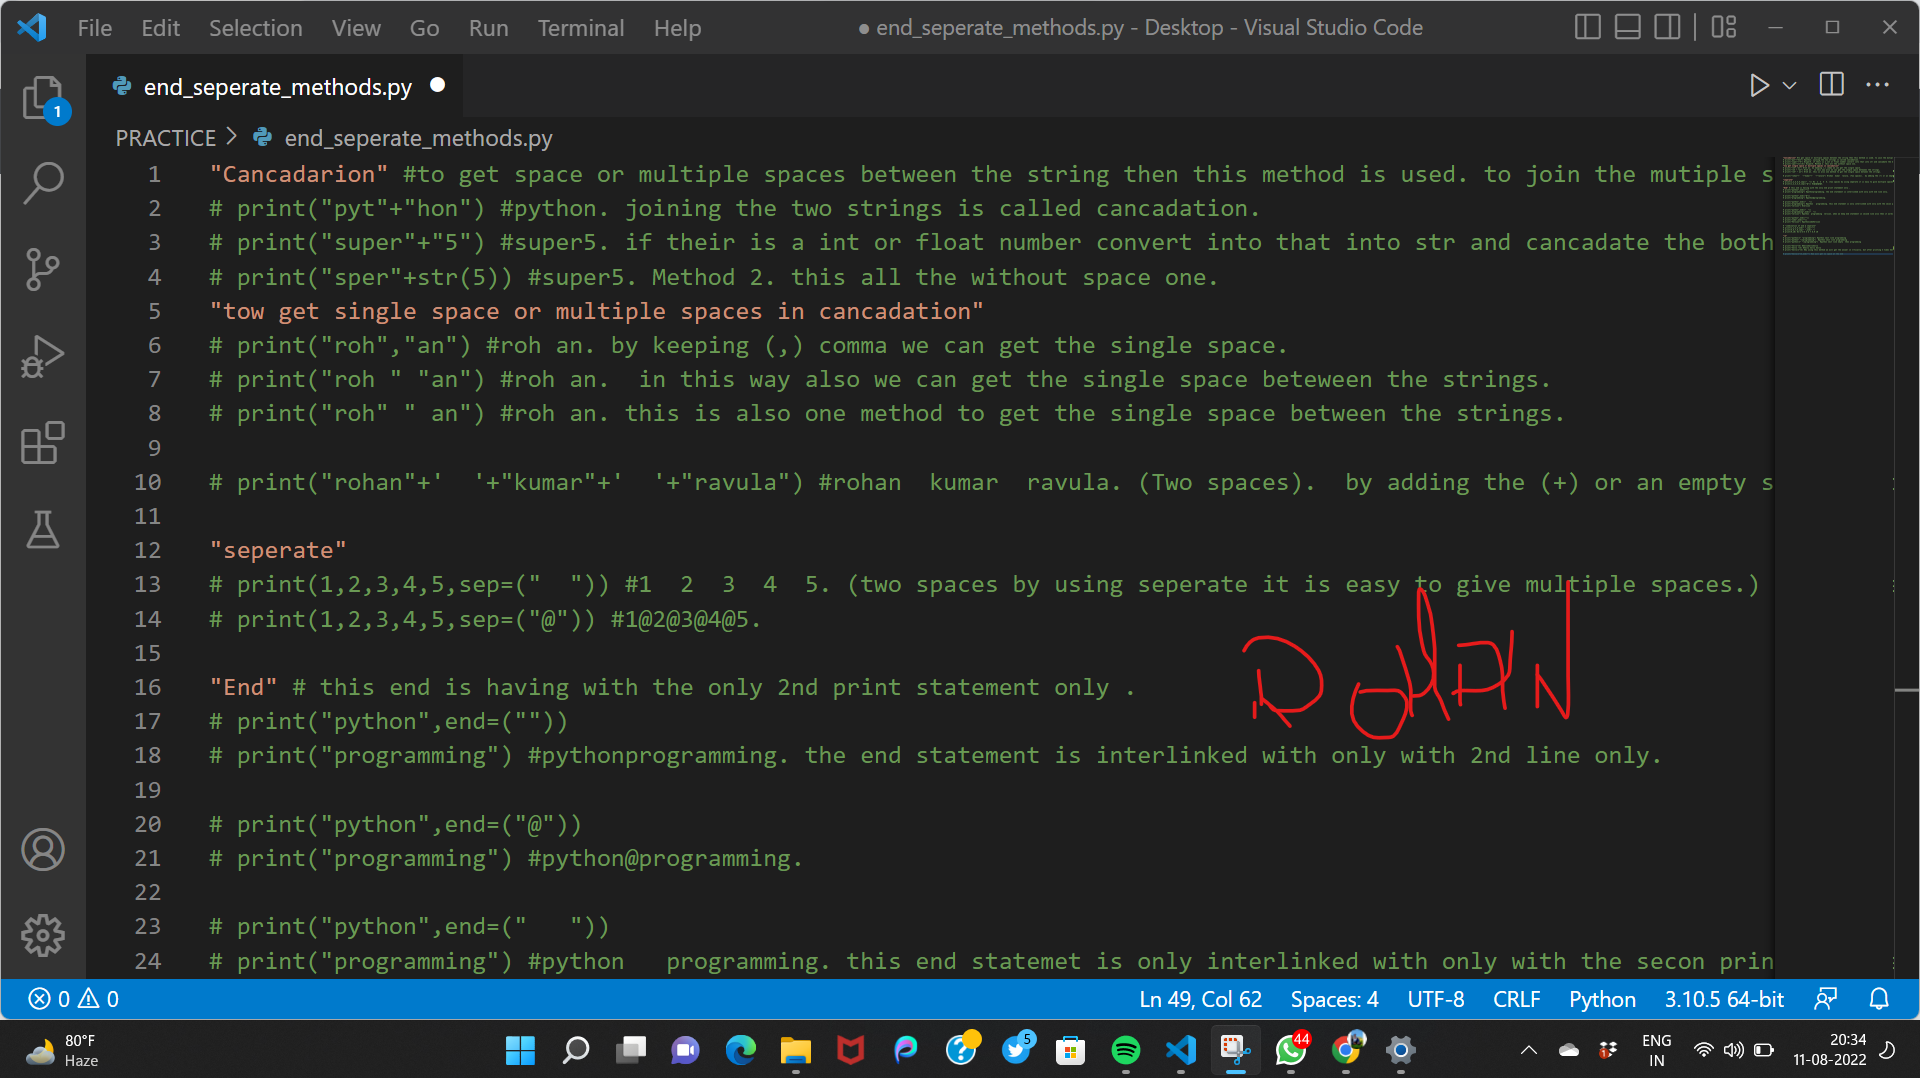 File Edit Selection View Go Run Terminal Help ● end_seperate_methods.py - Desktop - Visual Studio Code
end_seperate_methods.py
1
PRACTICE > end_seperate_methods.py
1 "Cancadarion" #to get space or multiple spaces between the string then this method is used. to join the mutiple s
2 # print("pyt"+"hon") #python. joining the two strings is called cancadation.
3 # print("super"+"5") #super5. if their is a int or float number convert into that into str and cancadate the both
4 # print("sper"+str(5)) #super5. Method 2. this all the without space one.
5 "tow get single space or multiple spaces in cancadation"
6 # print("roh","an") #roh an. by keeping (,) comma we can get the single space.
7 # print("roh " "an") #roh an.  in this way also we can get the single space beteween the strings.
8 # print("roh" " an") #roh an. this is also one method to get the single space between the strings.
9
10 # print("rohan"+'  '+"kumar"+'  '+"ravula") #rohan  kumar  ravula. (Two spaces).  by adding the (+) or an empty s
11
12 "seperate"
13 # print(1,2,3,4,5,sep=("  ")) #1  2  3  4  5. (two spaces by using seperate it is easy to give multiple spaces.)
14 # print(1,2,3,4,5,sep=("@")) #1@2@3@4@5.
15
ROHAN
16 "End" # this end is having with the only 2nd print statement only .
17 # print("python",end=(""))
18 # print("programming") #pythonprogramming. the end statement is interlinked with only with 2nd line only.
19
20 # print("python",end=("@"))
21 # print("programming") #python@programming.
22
23 # print("python",end=("   "))
24 # print("programming") #python   programming. this end statemet is only interlinked with only with the secon prin
0 0 Ln 49, Col 62 Spaces: 4 UTF-8 CRLF Python 3.10.5 64-bit
80°F
Haze
5
44
1
ENG
IN
20:34
11-08-2022